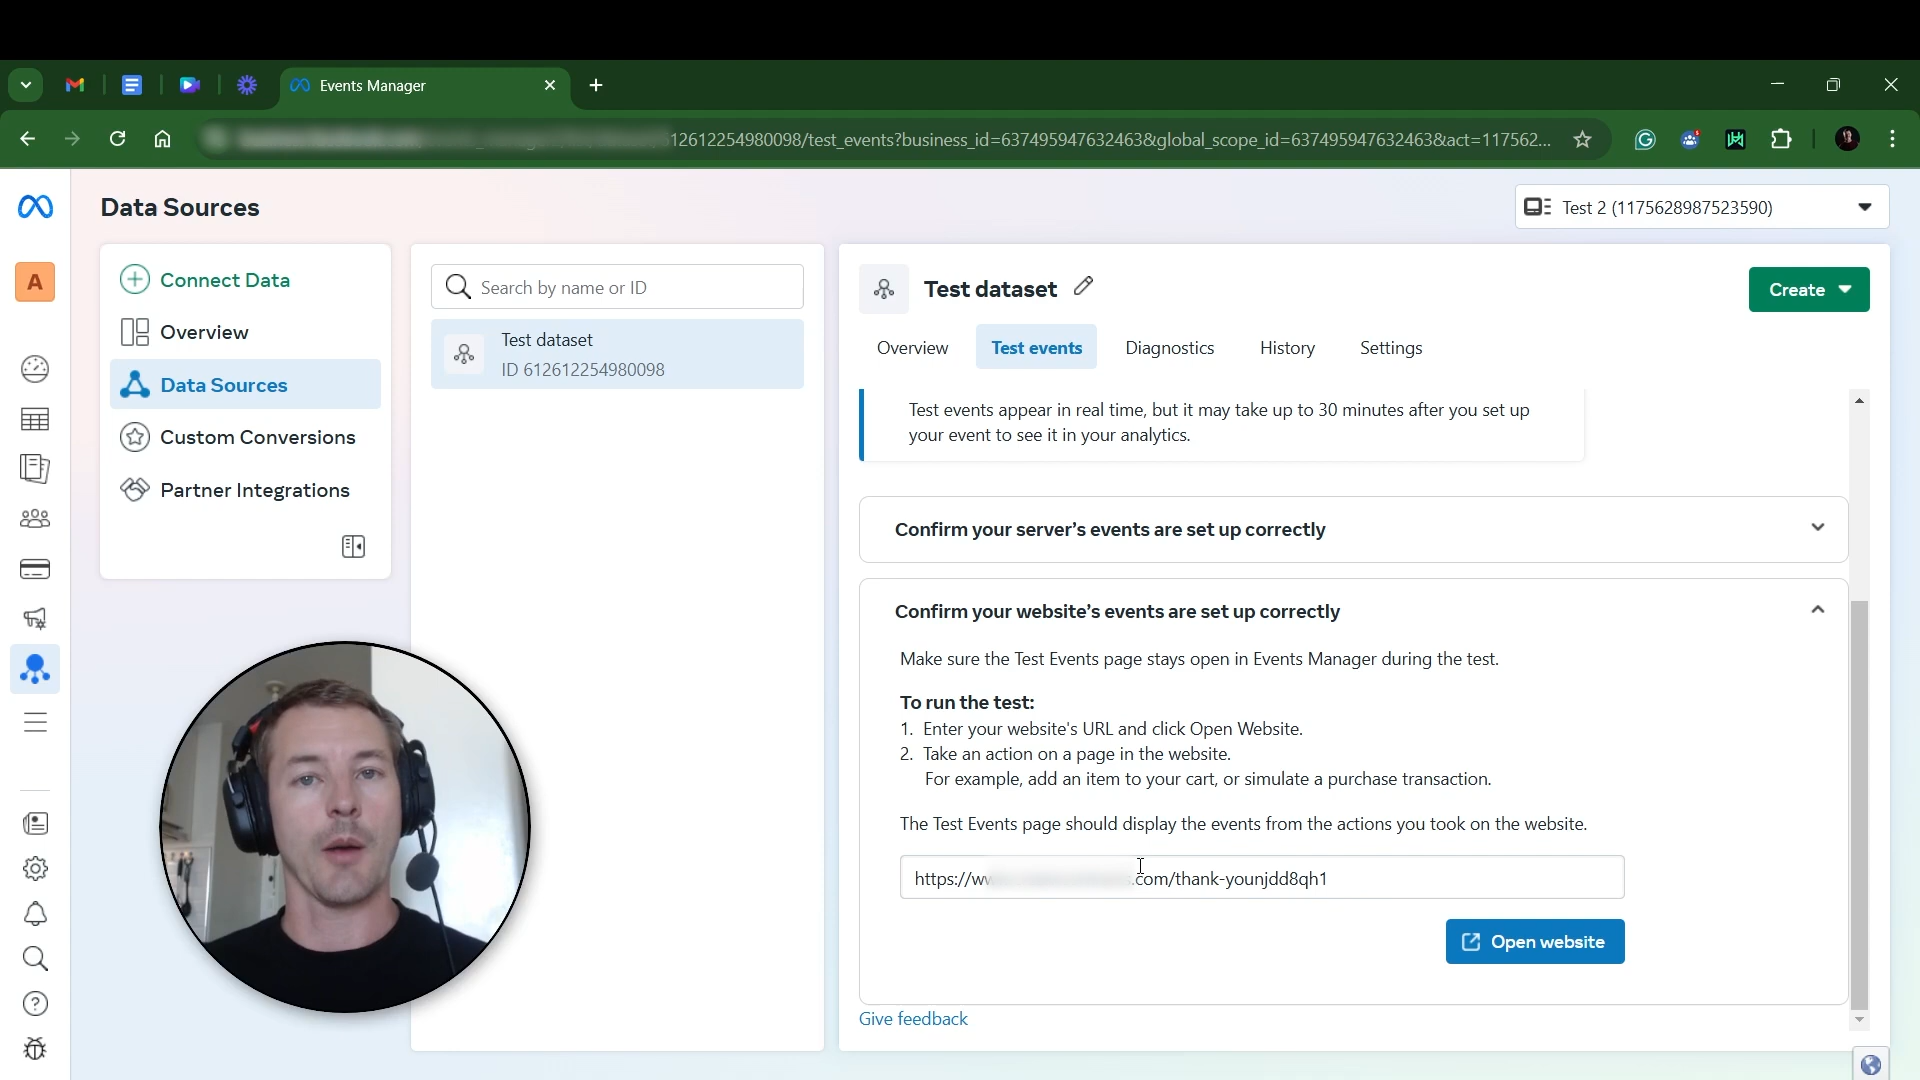 Events Manager
12612254980098/test_events?business_id=637495947632463&global_scope_id=637495947632463&act=117562...
Data Sources
Test 2 (1175628987523590)
A
Connect Data
Overview
Data Sources
Custom Conversions
Partner Integrations
Search by name or ID
Test dataset
ID 612612254980098
Test dataset
Create
Overview
Test events
Diagnostics
History
Settings
Test events appear in real time, but it may take up to 30 minutes after you set up
your event to see it in your analytics.
Confirm your server's events are set up correctly
Confirm your website's events are set up correctly
Make sure the Test Events page stays open in Events Manager during the test.
To run the test:
1. Enter your website's URL and click Open Website.
2. Take an action on a page in the website.
For example, add an item to your cart, or simulate a purchase transaction.
The Test Events page should display the events from the actions you took on the website.
https://ww .com/thank-younjdd8qh1
Open website
Give feedback